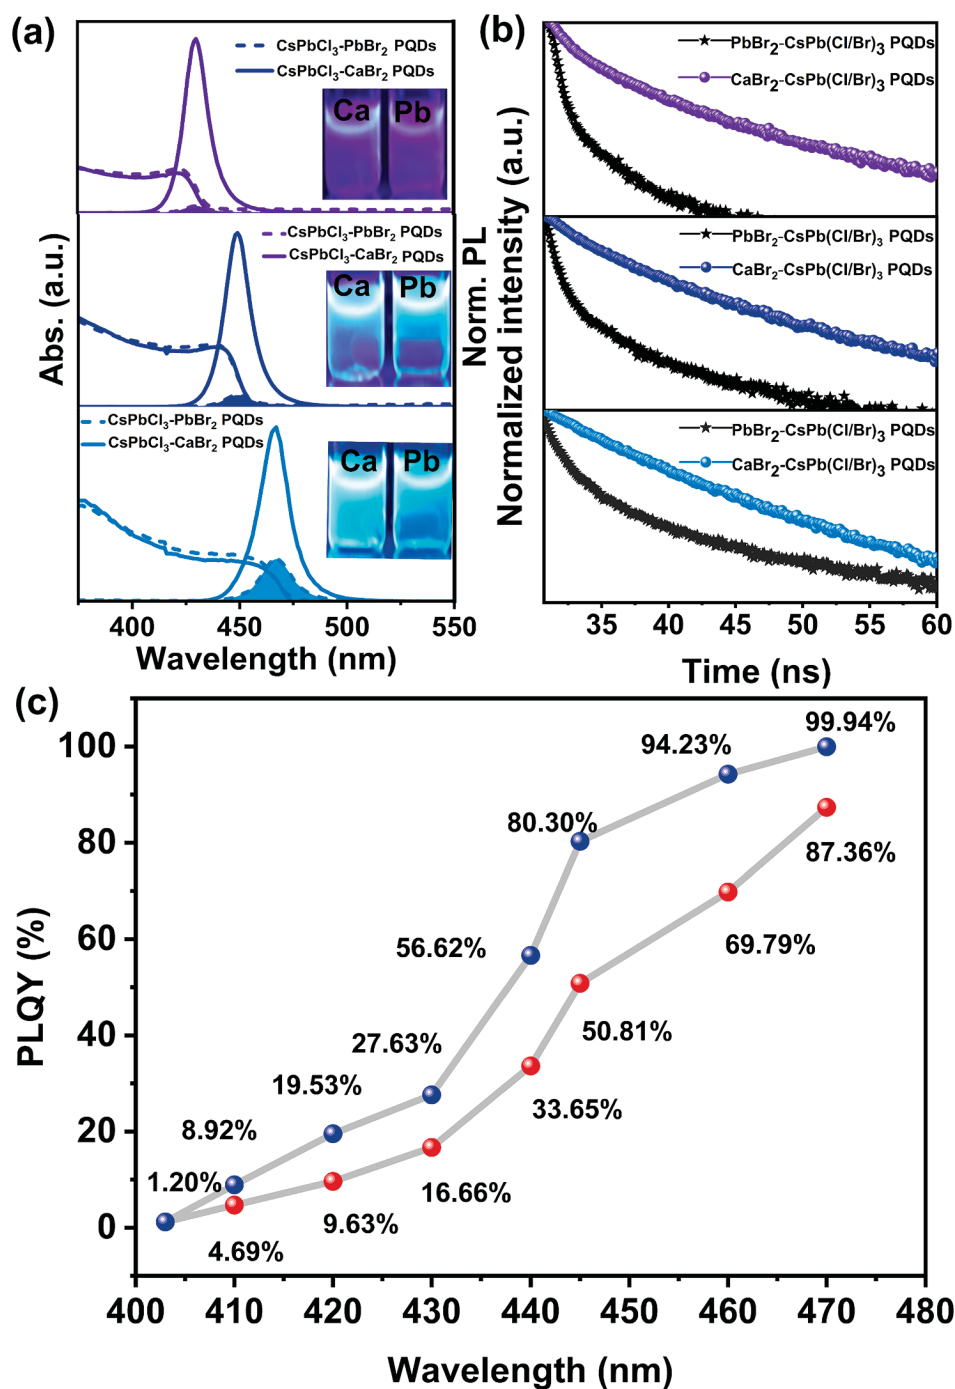 (a)
CsPbCl3-PbBr2 PQDs
CsPbCl3-CaBr2 PQDs
Ca Pb
CsPbCl3-PbBr2 PQDs
CsPbCl3-CaBr2 PQDs
Ca Pb
CsPbCl3-PbBr2 PQDs
CsPbCl3-CaBr2 PQDs
Ca Pb
Abs. (a.u.)
Norm. PL
400 450 500 550
Wavelength (nm)
(b)
PbBr2-CsPb(Cl/Br)3 PQDs
CaBr2-CsPb(Cl/Br)3 PQDs
PbBr2-CsPb(Cl/Br)3 PQDs
CaBr2-CsPb(Cl/Br)3 PQDs
PbBr2-CsPb(Cl/Br)3 PQDs
CaBr2-CsPb(Cl/Br)3 PQDs
Normalized intensity (a.u.)
35 40 45 50 55 60
Time (ns)
(c)
100
80
60
40
20
0
PLQY (%)
99.94%
94.23%
80.30%
87.36%
56.62%
69.79%
27.63%
50.81%
19.53%
33.65%
8.92%
1.20%
16.66%
9.63%
4.69%
400 410 420 430 440 450 460 470 480
Wavelength (nm)